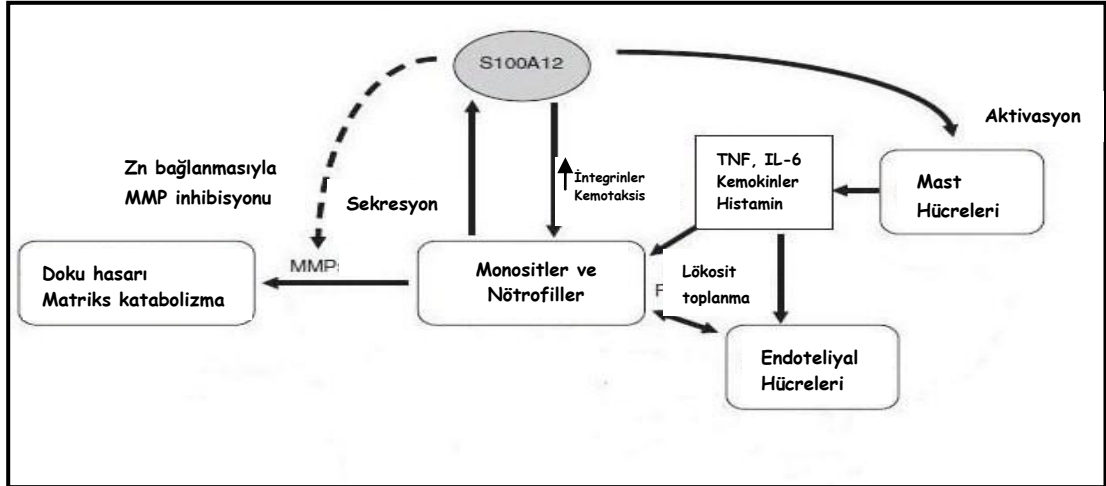 S100A12
Aktivasyon
Zn bağlanmasıyla
MMP inhibisyonu
Sekresyon
İntegrinler
Kemotaksis
TNF, IL-6
Kemokinler
Histamin
Mast
Hücreleri
Doku hasarı
Matriks katabolizma
MMP
Monositler ve
Nötrofiller
Lökosit
toplanma
Endoteliyal
Hücreleri